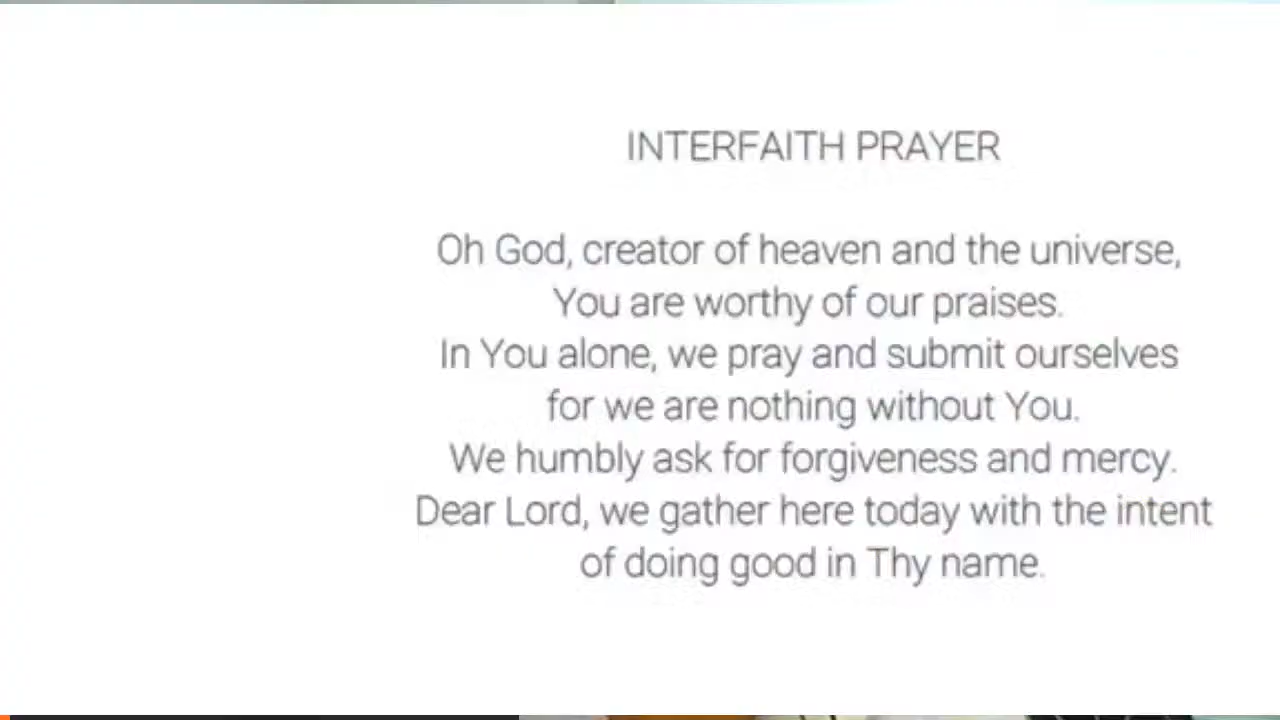 INTERFAITH PRAYER
Oh God, creator of heaven and the universe,
You are worthy of our praises.
In You alone, we pray and submit ourselves
for we are nothing without You.
We humbly ask for forgiveness and mercy.
Dear Lord, we gather here today with the intent
of doing good in Thy name.